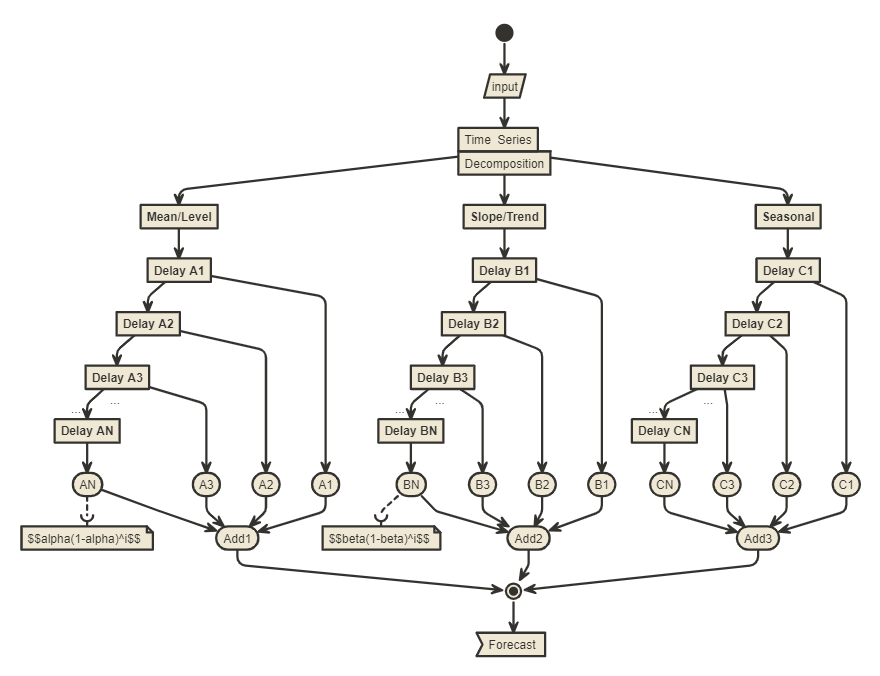 input
Time Series
Decomposition
Mean/Level
Slope/Trend
Seasonal
Delay A1
Delay B1
Delay C1
Delay A2
Delay B2
Delay C2
Delay A3
Delay B3
Delay C3
... ...
... ...
... ...
Delay AN
Delay BN
Delay CN
AN
A3
A2
A1
BN
B3
B2
B1
CN
C3
C2
C1
$$alpha(1-alpha)^i$$
Add1
$$beta(1-beta)^i$$
Add2
Add3
Forecast